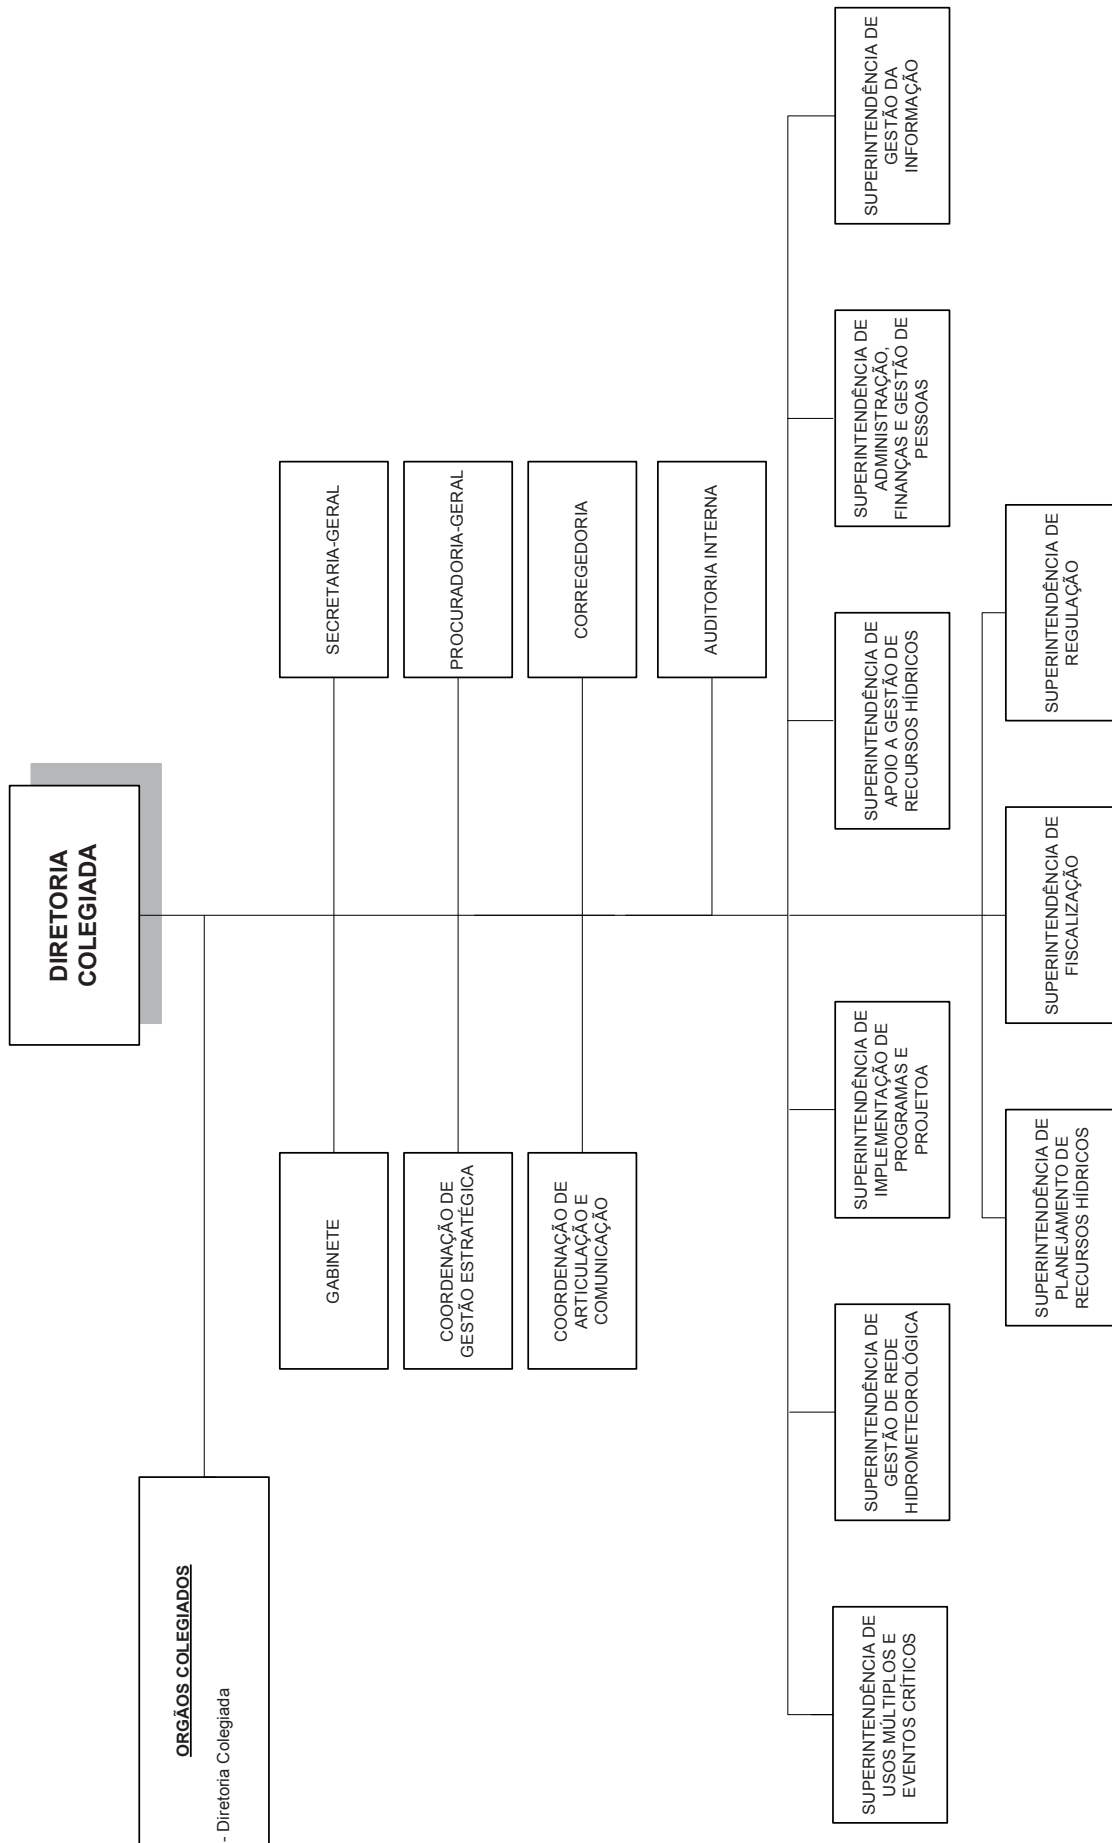 DIRETORIA
COLEGIADA
ORGÃOS COLEGIADOS
- Diretoria Colegiada
GABINETE
SECRETARIA-GERAL
COORDENAÇÃO DE
GESTÃO ESTRATÉGICA
PROCURADORIA-GERAL
COORDENAÇÃO DE
ARTICULAÇÃO E
COMUNICAÇÃO
CORREGEDORIA
AUDITORIA INTERNA
SUPERINTENDÊNCIA DE
USOS MÚLTIPLOS E
EVENTOS CRÍTICOS
SUPERINTENDÊNCIA DE
GESTÃO DE REDE
HIDROMETEOROLÓGICA
SUPERINTENDÊNCIA DE
IMPLEMENTAÇÃO DE
PROGRAMAS E
PROJETOA
SUPERINTENDÊNCIA DE
APOIO A GESTÃO DE
RECURSOS HÍDRICOS
SUPERINTENDÊNCIA DE
ADMINISTRAÇÃO,
FINANÇAS E GESTÃO DE
PESSOAS
SUPERINTENDÊNCIA DE
GESTÃO DA
INFORMAÇÃO
SUPERINTENDÊNCIA DE
PLANEJAMENTO DE
RECURSOS HÍDRICOS
SUPERINTENDÊNCIA DE
FISCALIZAÇÃO
SUPERINTENDÊNCIA DE
REGULAÇÃO